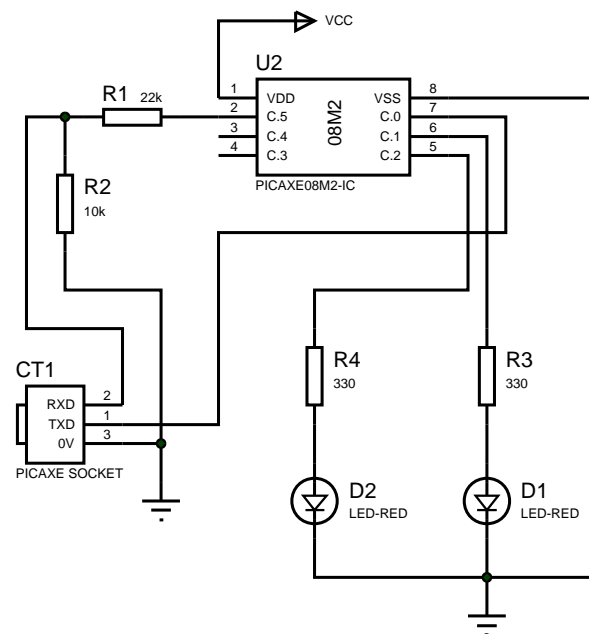 VCC
U2
R1 22k
1 VDD VSS 8
2 C.5 C.0 7
3 C.4 C.1 6
4 C.3 C.2 5
08M2
PICAXE08M2-IC
R2
10k
R4
330
R3
330
CT1
RXD 2
TXD 1
0V 3
PICAXE SOCKET
D2
LED-RED
D1
LED-RED